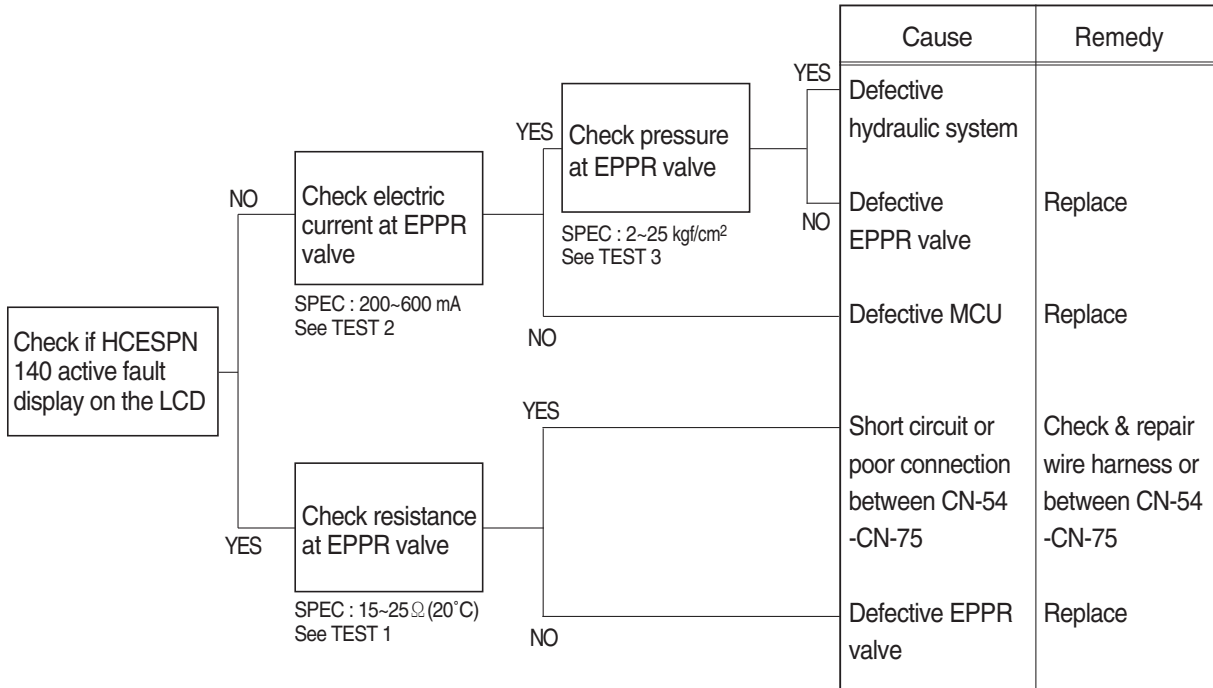 Cause
Remedy
YES
Defective
hydraulic system
YES
Check pressure
at EPPR valve
NO
Check electric
current at EPPR
valve
NO
Defective
EPPR valve
Replace
SPEC : 2~25 kgf/cm²
See TEST 3
SPEC : 200~600 mA
See TEST 2
Defective MCU
Replace
NO
Check if HCESPN
140 active fault
display on the LCD
YES
Short circuit or
poor connection
between CN-54
-CN-75
Check & repair
wire harness or
between CN-54
-CN-75
YES
Check resistance
at EPPR valve
SPEC : 15~25Ω(20°C)
See TEST 1
NO
Defective EPPR
valve
Replace